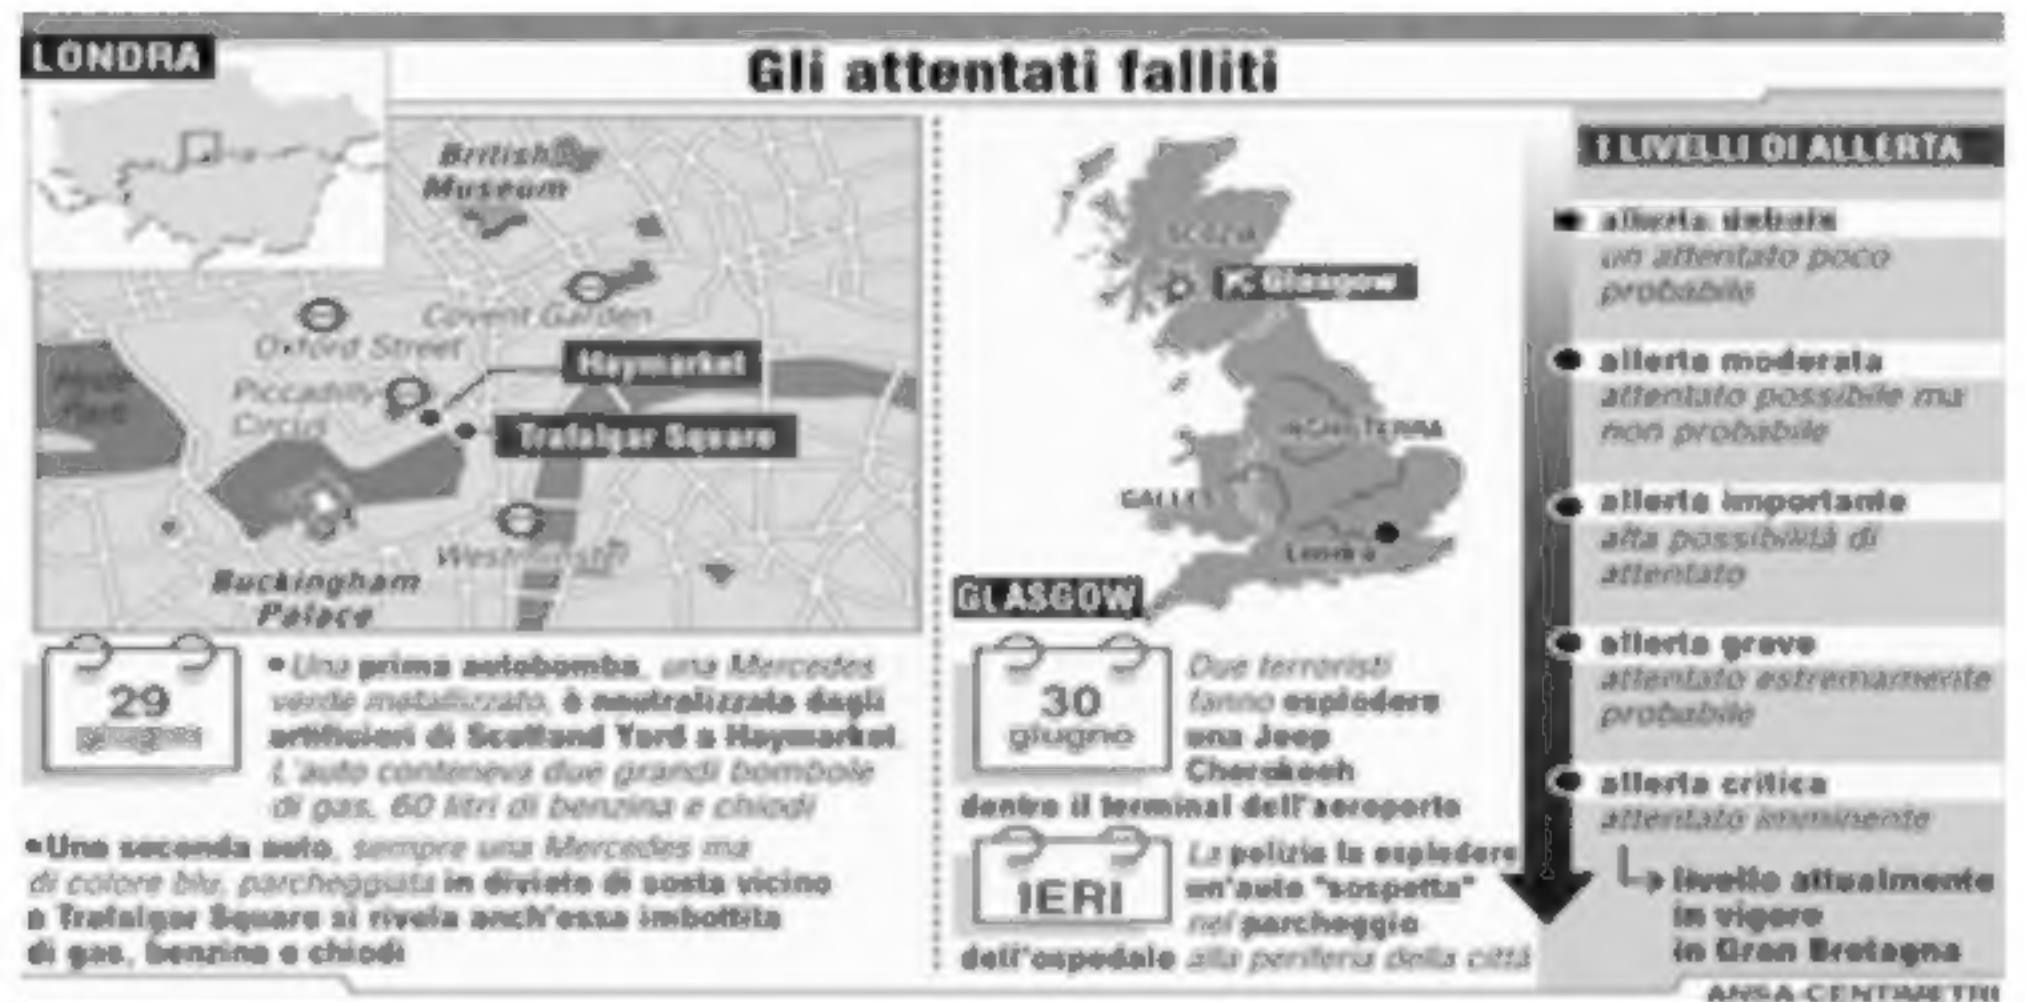 LONDRA
Gli attentati falliti
British
Museum
Covent Garden
Oxford Street
Haymarket
Piccadilly
Circus
Trafalgar Square
Westminster
Buckingham
Palace
29
giugno
• Una prima autobomba, una Mercedes
verde metallizzato, è neutralizzata dagli
artificieri di Scotland Yard a Haymarket.
L'auto conteneva due grandi bombole
di gas, 60 litri di benzina e chiodi
• Una seconda auto, sempre una Mercedes ma
di colore blu, parcheggiata in divieto di sosta vicino
a Trafalgar Square si rivela anch'essa imbottita
di gas, benzina e chiodi
SCOZIA
Glasgow
INGHILTERRA
GALLES
Londra
GLASGOW
30
giugno
Due terroristi
fanno esplodere
una Jeep
Cherokeeh
dentro il terminal dell'aeroporto
IERI
La polizia fa esplodere
un'auto "sospetta"
nel parcheggio
dell'ospedale alla periferia della città
I LIVELLI DI ALLERTA
allerta debole
un attentato poco
probabile
allerta moderata
attentato possibile ma
non probabile
allerta importante
alta possibilità di
attentato
allerta grave
attentato estremamente
probabile
allerta critica
attentato imminente
livello attualmente
in vigore
in Gran Bretagna
ANSA-CENTIMETRI